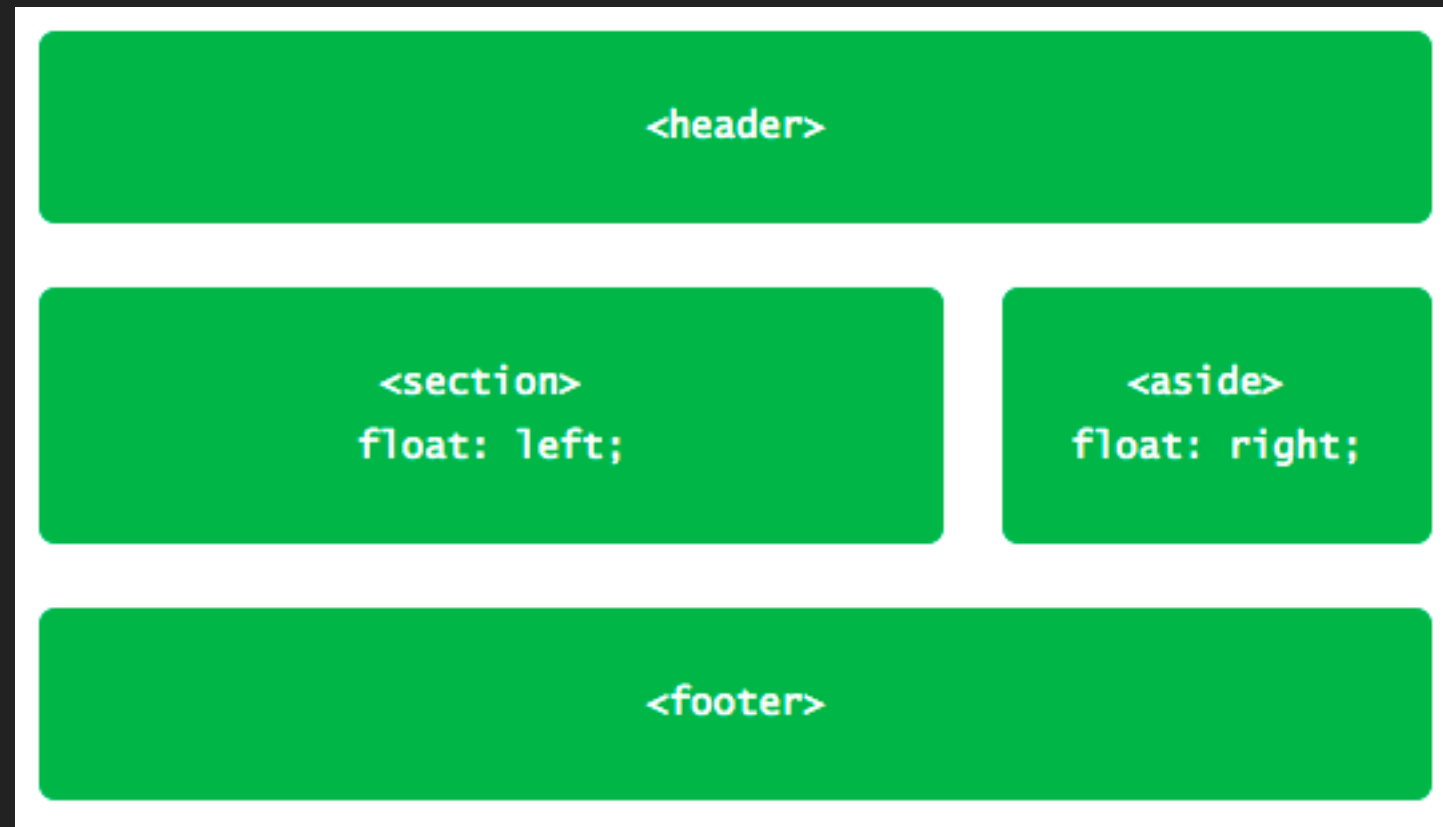 <header>
<section>
float: left;
<aside>
float: right;
<footer>